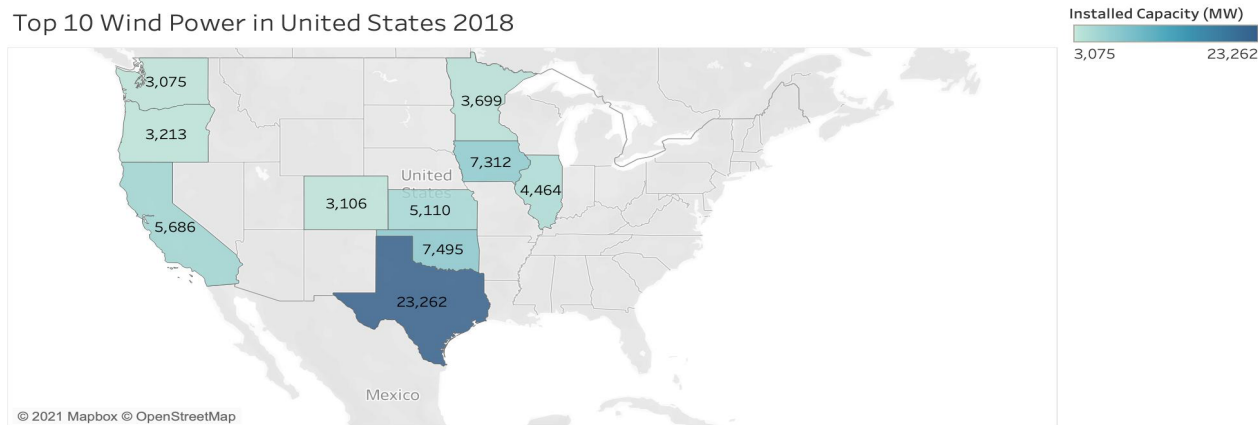 Top 10 Wind Power in United States 2018
Installed Capacity (MW)
3,075 23,262
3,075
3,699
3,213
7,312
United
States
4,464
3,106
5,110
5,686
7,495
23,262
Mexico
© 2021 Mapbox © OpenStreetMap